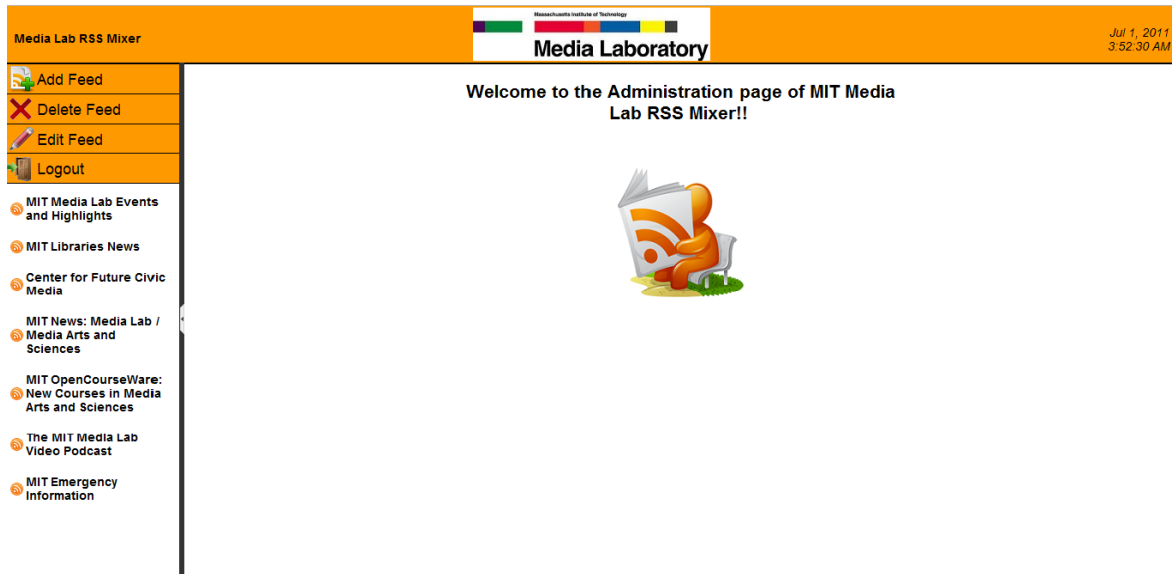 Media Lab RSS Mixer
Massachusetts Institute of Technology
Media Laboratory
Jul 1, 2011
3:52:30 AM
Add Feed
Delete Feed
Edit Feed
Logout
MIT Media Lab Events
and Highlights
MIT Libraries News
Center for Future Civic
Media
MIT News: Media Lab /
Media Arts and
Sciences
MIT OpenCourseWare:
New Courses in Media
Arts and Sciences
The MIT Media Lab
Video Podcast
MIT Emergency
Information
Welcome to the Administration page of MIT Media
Lab RSS Mixer!!